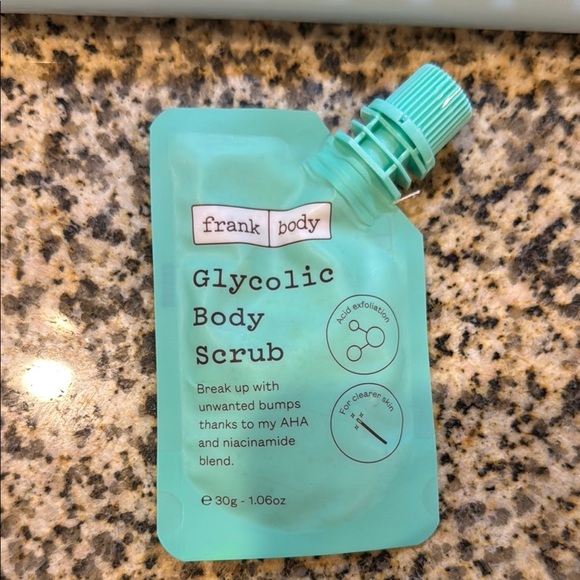 frank body
Glycolic
Body
Scrub
Acid exfoliation
Break up with
unwanted bumps
thanks to my AHA
and niacinamide
blend.
For clearer skin
℮ 30g - 1.06oz